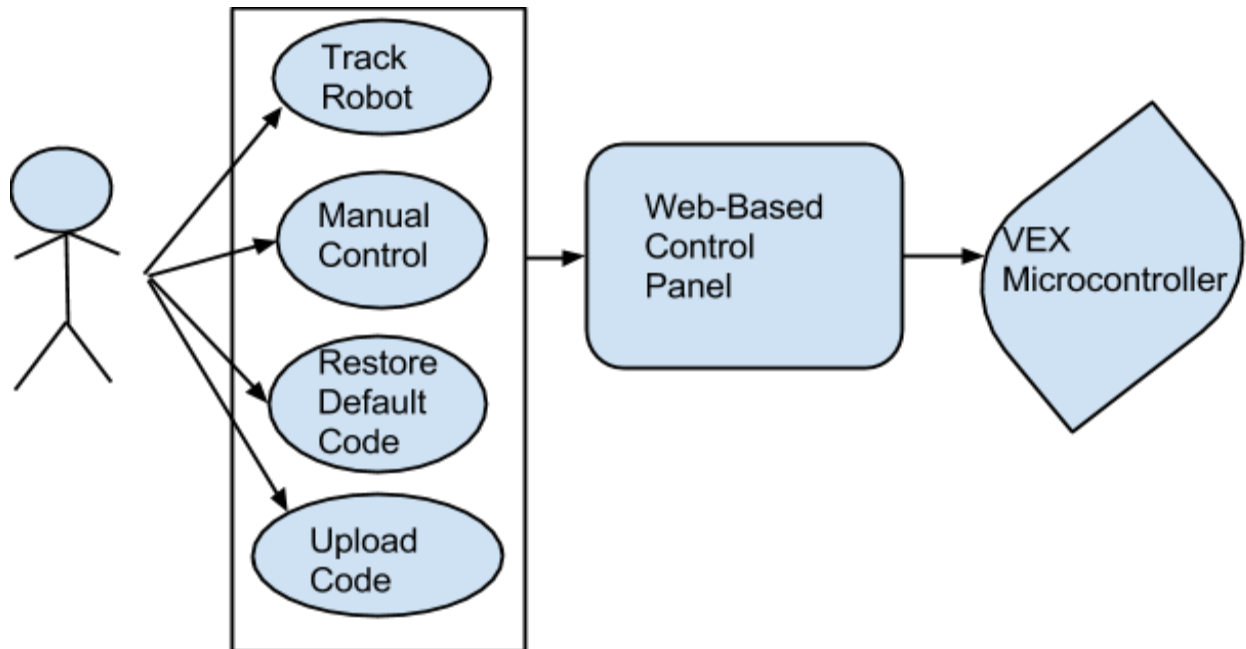 Track
Robot
Manual
Control
Restore
Default
Code
Upload
Code
Web-Based
Control
Panel
VEX
Microcontroller